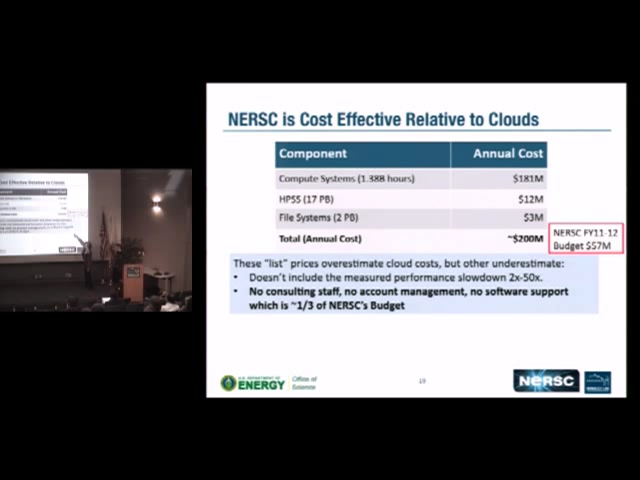 NERSC is Cost Effective Relative to Clouds
Component Annual Cost
Compute Systems (1.38B hours) $181M
HPSS (17 PB) $12M
File Systems (2 PB) $3M
Total (Annual Cost) ~$200M
NERSC FY11-12
Budget $57M
These "list" prices overestimate cloud costs, but other underestimate:
• Doesn't include the measured performance slowdown 2x-50x.
• No consulting staff, no account management, no software support
which is ~1/3 of NERSC's Budget
U.S. DEPARTMENT OF
ENERGY
Office of
Science
19
NERSC